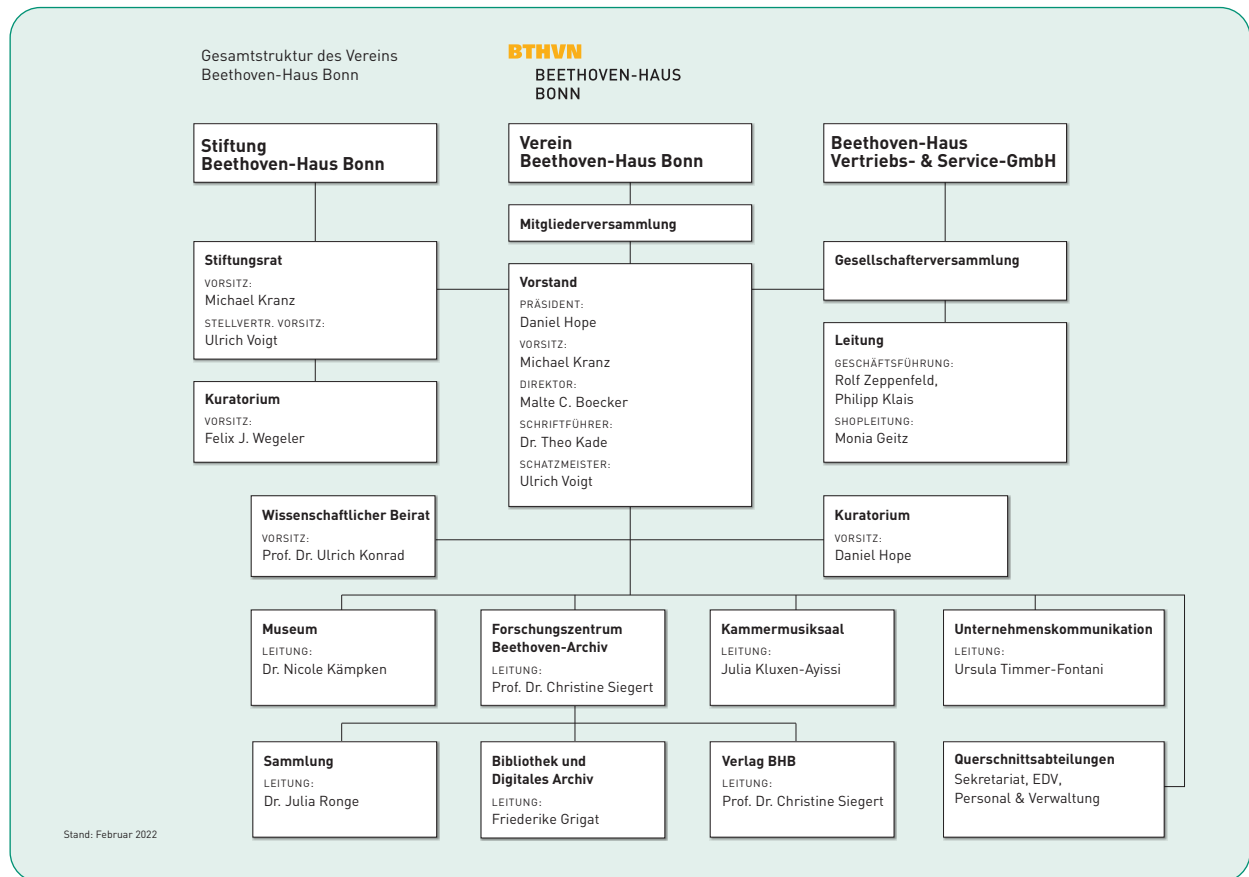 Gesamtstruktur des Vereins
Beethoven-Haus Bonn
BTHVN
BEETHOVEN-HAUS
BONN
Stiftung
Beethoven-Haus Bonn
Verein
Beethoven-Haus Bonn
Beethoven-Haus
Vertriebs- & Service-GmbH
Mitgliederversammlung
Stiftungsrat
VORSITZ:
Michael Kranz
STELLVERTR. VORSITZ:
Ulrich Voigt
Vorstand
PRÄSIDENT:
Daniel Hope
VORSITZ:
Michael Kranz
DIREKTOR:
Malte C. Boecker
SCHRIFTFÜHRER:
Dr. Theo Kade
SCHATZMEISTER:
Ulrich Voigt
Gesellschafterversammlung
Leitung
GESCHÄFTSFÜHRUNG:
Rolf Zeppenfeld,
Philipp Klais
SHOPLEITUNG:
Monia Geitz
Kuratorium
VORSITZ:
Felix J. Wegeler
Wissenschaftlicher Beirat
VORSITZ:
Prof. Dr. Ulrich Konrad
Kuratorium
VORSITZ:
Daniel Hope
Museum
LEITUNG:
Dr. Nicole Kämpken
Forschungszentrum
Beethoven-Archiv
LEITUNG:
Prof. Dr. Christine Siegert
Kammermusiksaal
LEITUNG:
Julia Kluxen-Ayissi
Unternehmenskommunikation
LEITUNG:
Ursula Timmer-Fontani
Sammlung
LEITUNG:
Dr. Julia Ronge
Bibliothek und
Digitales Archiv
LEITUNG:
Friederike Grigat
Verlag BHB
LEITUNG:
Prof. Dr. Christine Siegert
Querschnittsabteilungen
Sekretariat, EDV,
Personal & Verwaltung
Stand: Februar 2022